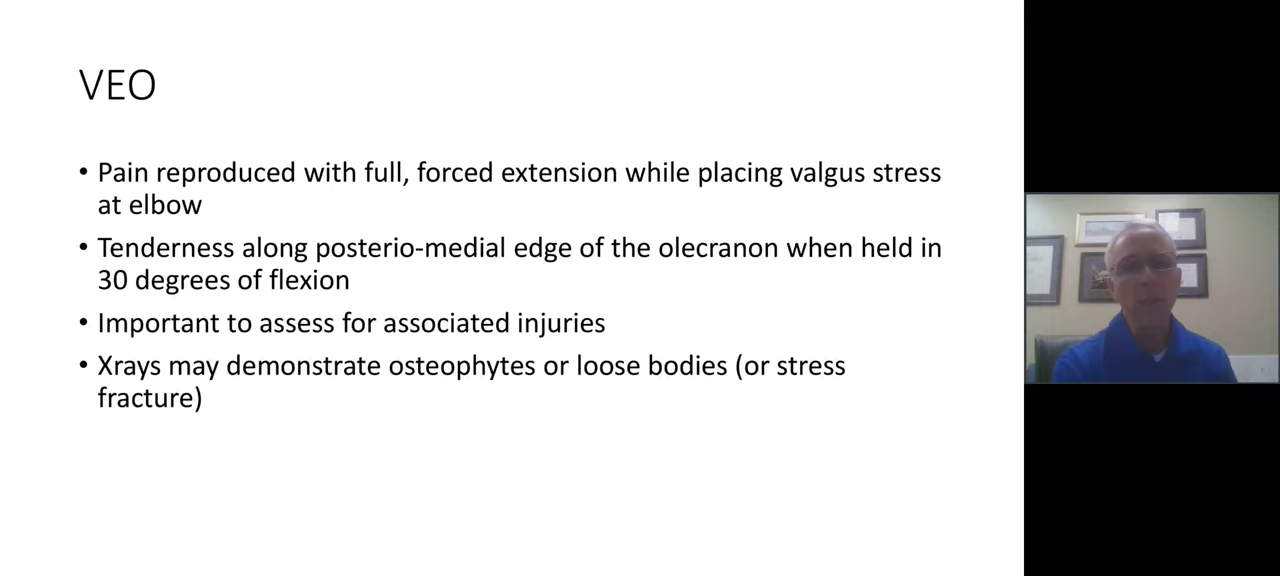 VEO
• Pain reproduced with full, forced extension while placing valgus stress
at elbow
• Tenderness along posterio-medial edge of the olecranon when held in
30 degrees of flexion
• Important to assess for associated injuries
• Xrays may demonstrate osteophytes or loose bodies (or stress
fracture)